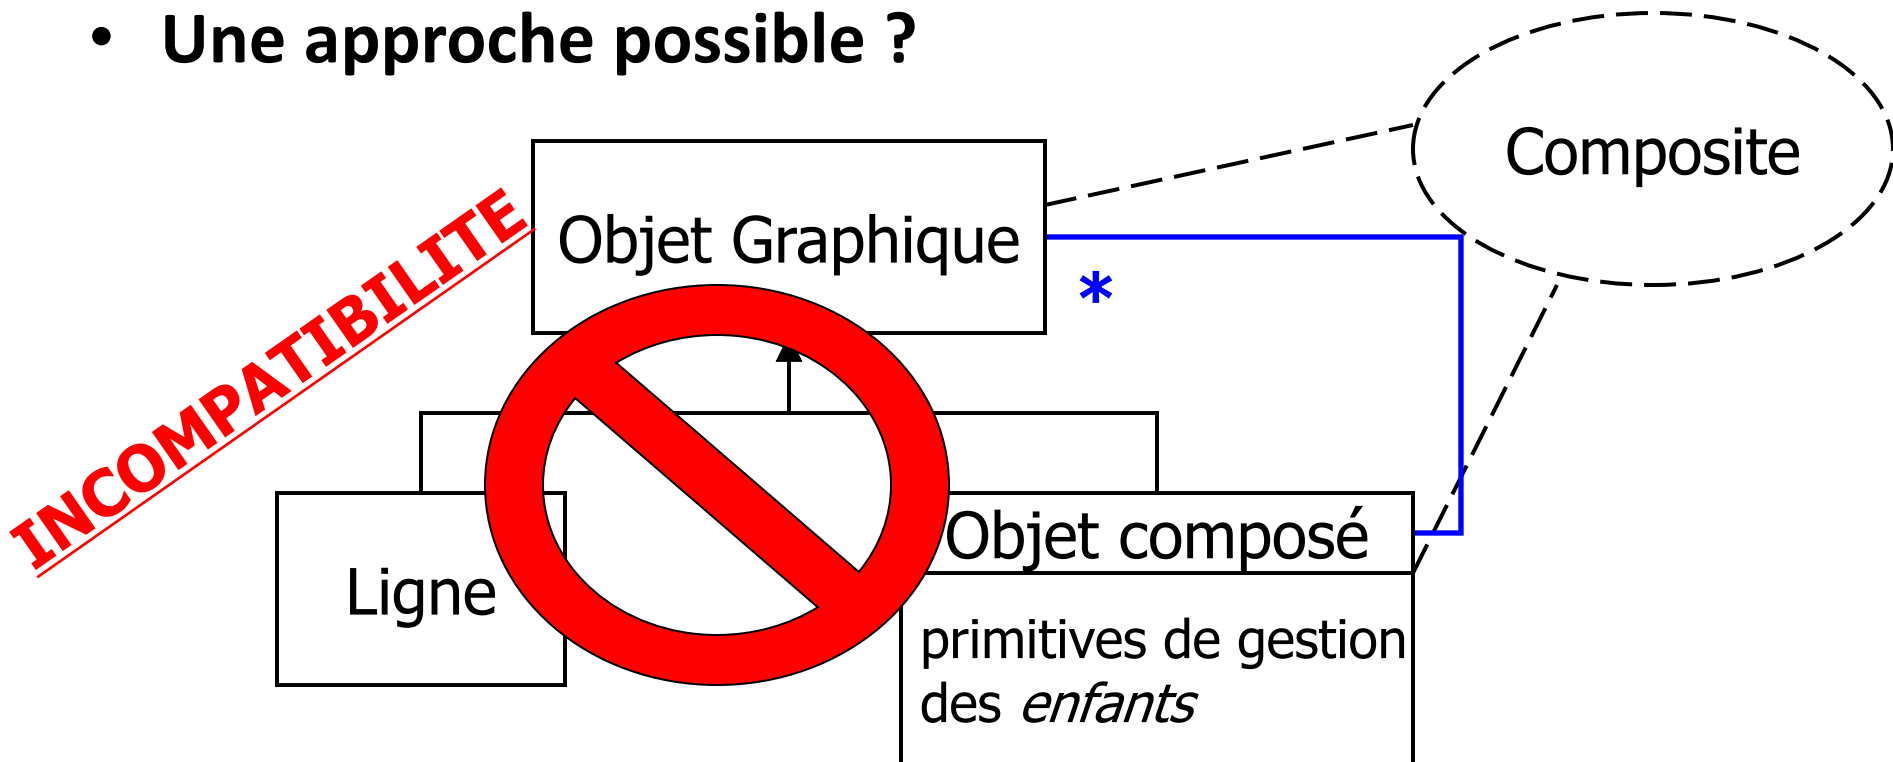 • Une approche possible ?
Composite
INCOMPATIBILITE
Objet Graphique
*
Objet composé
Ligne
primitives de gestion
des enfants